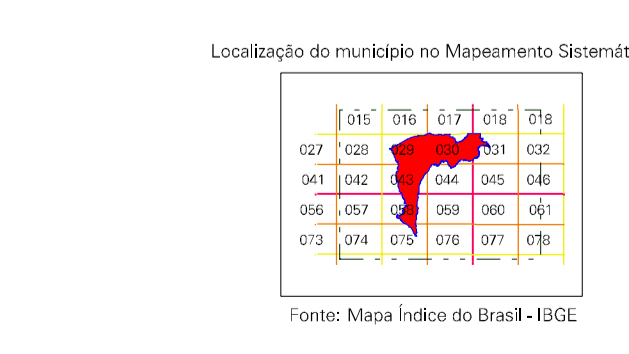 Localização do município no Mapeamento Sistemát
015 016 017 018 018
027 028 029 030 031 032
041 042 043 044 045 046
056 057 058 059 060 061
073 074 075 076 077 078
Fonte: Mapa Índice do Brasil - IBGE